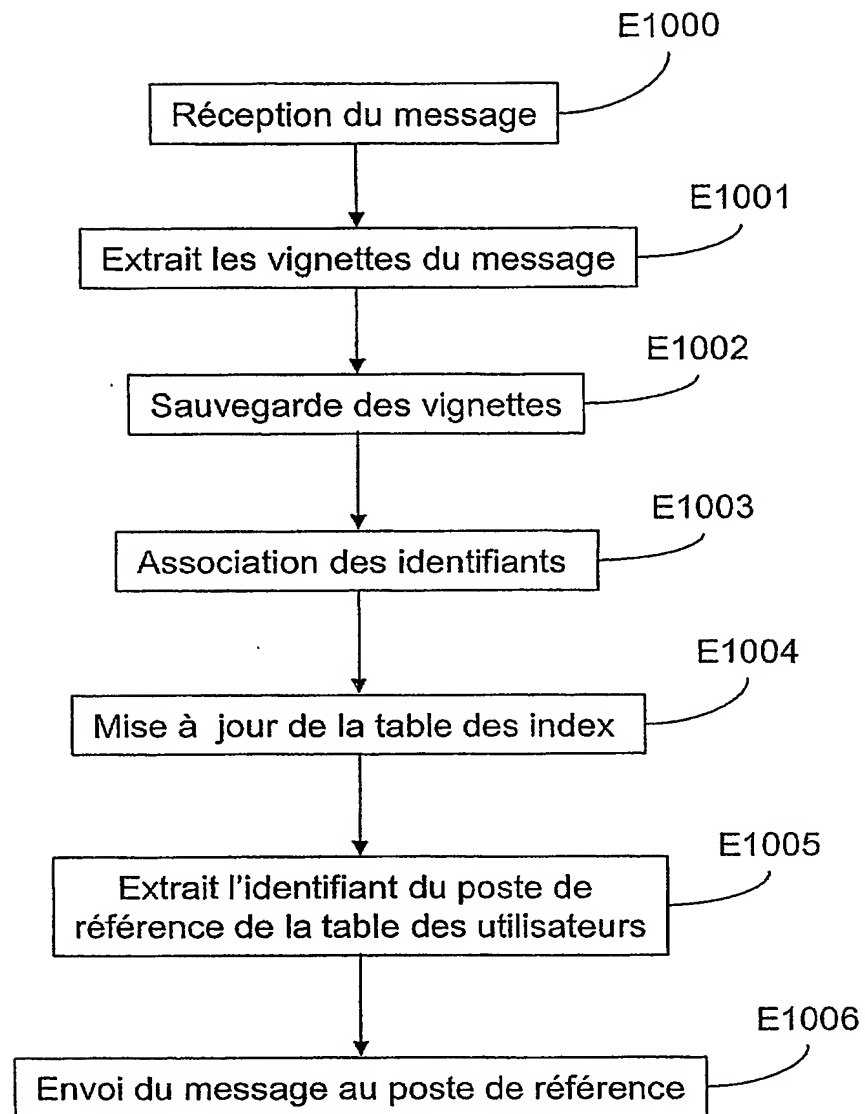 E1000
Réception du message
E1001
Extrait les vignettes du message
E1002
Sauvegarde des vignettes
E1003
Association des identifiants
E1004
Mise à jour de la table des index
E1005
Extrait l'identifiant du poste de
référence de la table des utilisateurs
E1006
Envoi du message au poste de référence